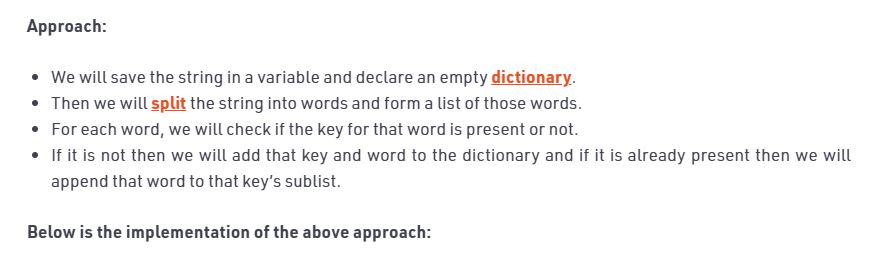 Approach:
• We will save the string in a variable and declare an empty dictionary.
• Then we will split the string into words and form a list of those words.
• For each word, we will check if the key for that word is present or not.
• If it is not then we will add that key and word to the dictionary and if it is already present then we will
append that word to that key’s sublist.
Below is the implementation of the above approach: